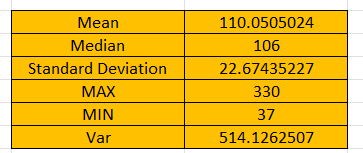 Mean 110.0505024
Median 106
Standard Deviation 22.67435227
MAX 330
MIN 37
Var 514.1262507